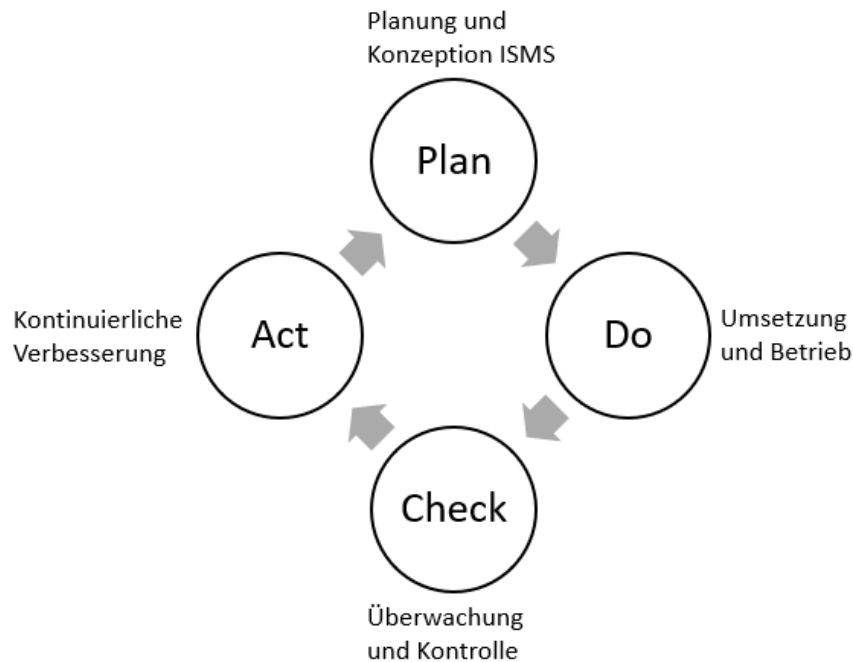 Planung und
Konzeption ISMS
Plan
Do
Umsetzung
und Betrieb
Check
Überwachung
und Kontrolle
Act
Kontinuierliche
Verbesserung